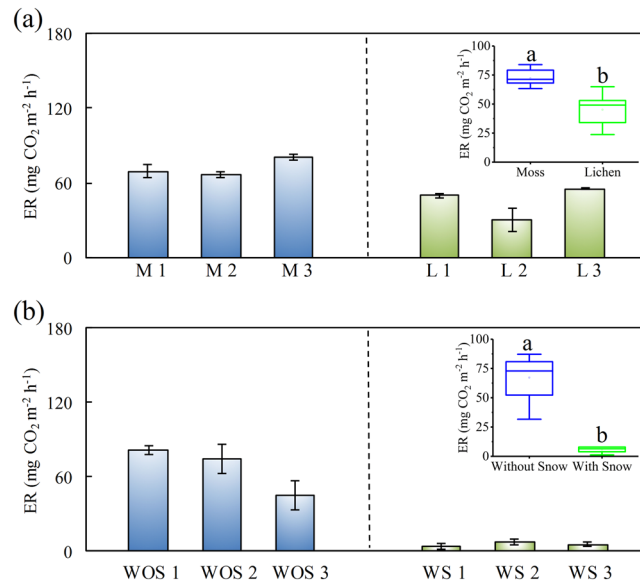 (a)
180
120
60
0
ER (mg CO₂ m⁻² h⁻¹)
M 1 M 2 M 3 L 1 L 2 L 3
100
75
50
25
0
ER (mg CO₂ m⁻² h⁻¹)
a
b
Moss Lichen
(b)
180
120
60
0
ER (mg CO₂ m⁻² h⁻¹)
WOS 1 WOS 2 WOS 3 WS 1 WS 2 WS 3
100
75
50
25
0
ER (mg CO₂ m⁻² h⁻¹)
a
b
Without Snow With Snow